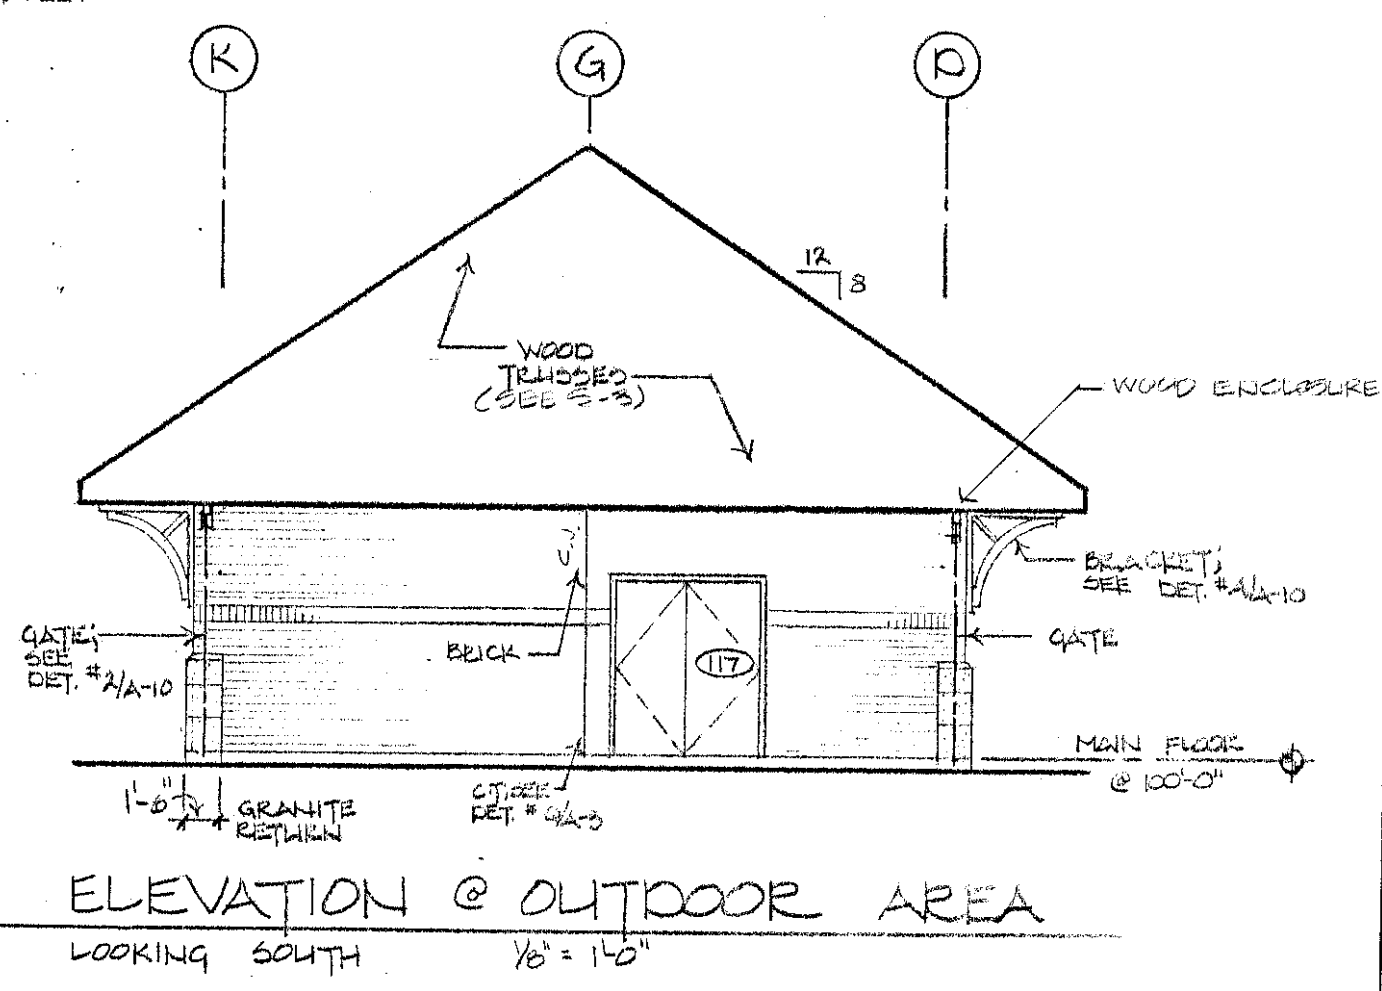 K
G
D
12
8
WOOD
TRUSSES
(SEE S-3)
WOOD ENCLOSURE
BRACKET;
SEE DET. #4/A-10
GATE;
SEE
DET. #2/A-10
BRICK
117
GATE
MAIN FLOOR
@ 100'-0"
1'-6"
GRANITE
RETURN
DET. #
ELEVATION @ OUTDOOR AREA
LOOKING SOUTH
1/8" = 1'-0"